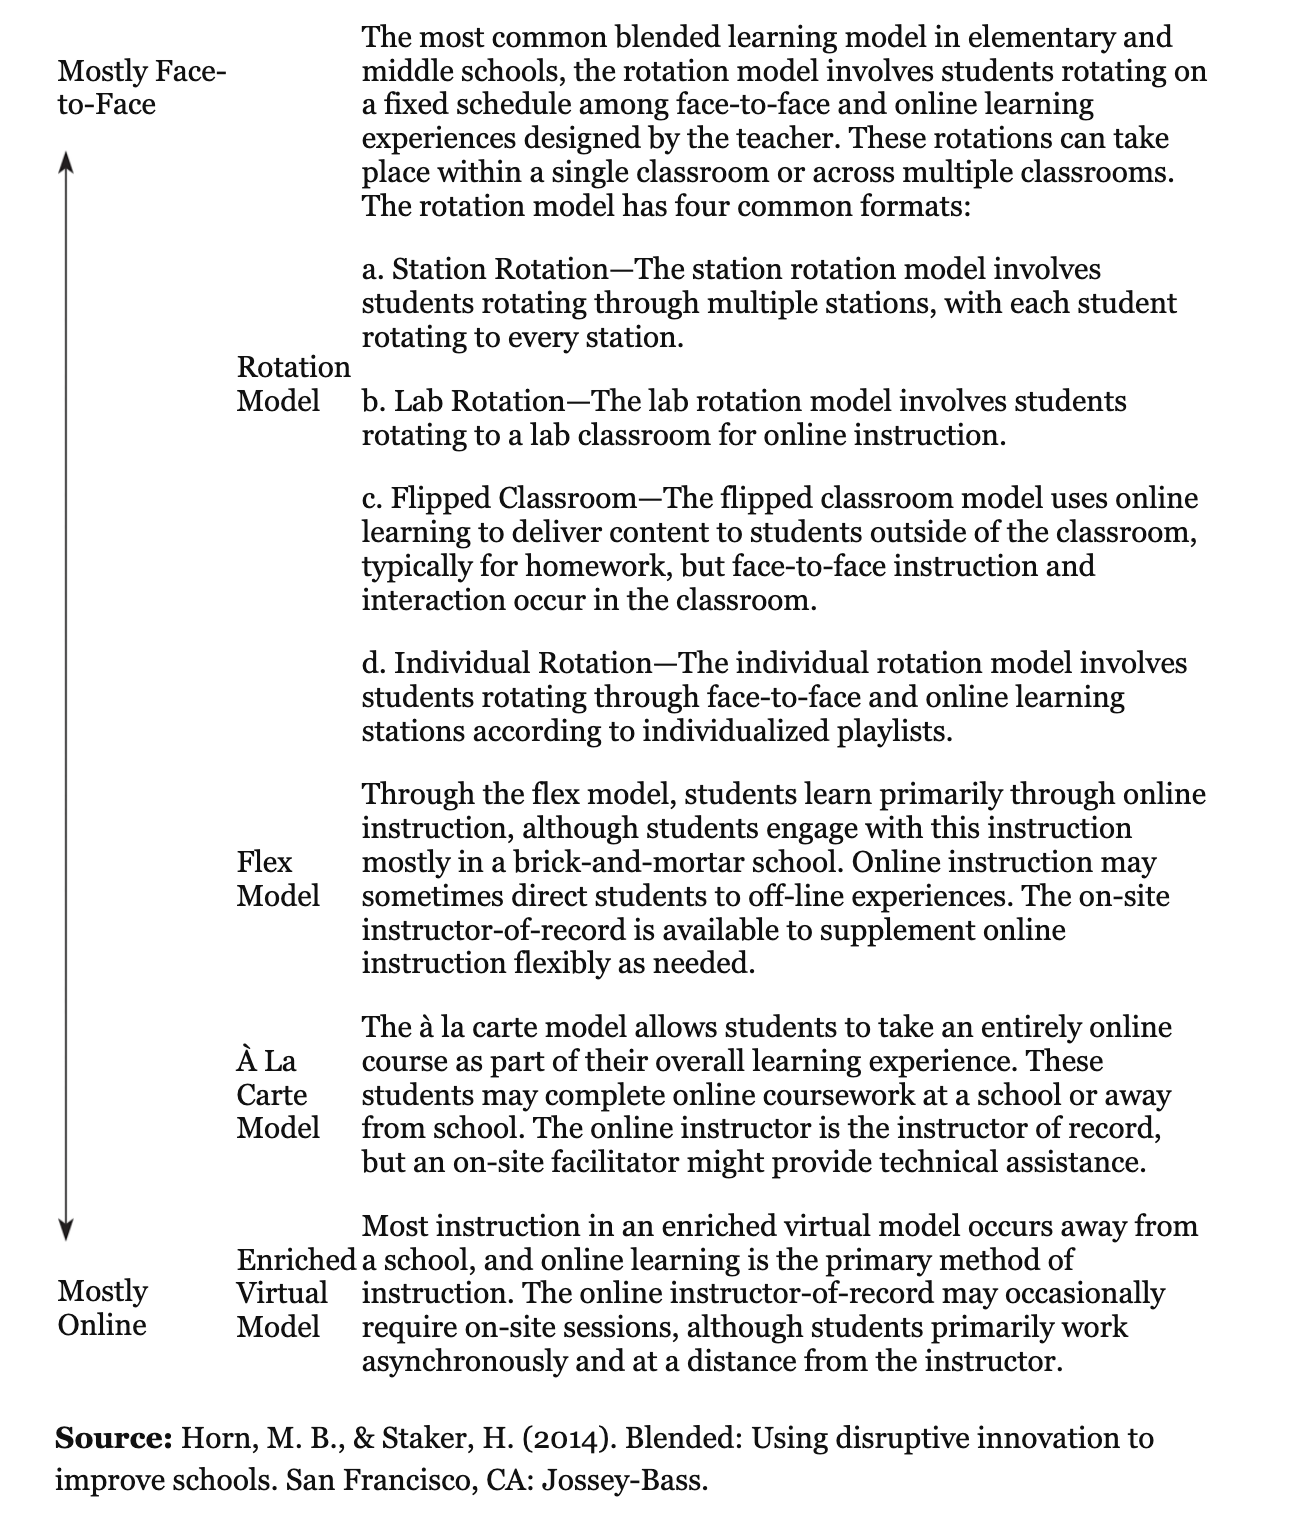 Mostly Face-
to-Face
The most common blended learning model in elementary and
middle schools, the rotation model involves students rotating on
a fixed schedule among face-to-face and online learning
experiences designed by the teacher. These rotations can take
place within a single classroom or across multiple classrooms.
The rotation model has four common formats:
Rotation
Model
a. Station Rotation—The station rotation model involves
students rotating through multiple stations, with each student
rotating to every station.
b. Lab Rotation—The lab rotation model involves students
rotating to a lab classroom for online instruction.
c. Flipped Classroom—The flipped classroom model uses online
learning to deliver content to students outside of the classroom,
typically for homework, but face-to-face instruction and
interaction occur in the classroom.
d. Individual Rotation—The individual rotation model involves
students rotating through face-to-face and online learning
stations according to individualized playlists.
Flex
Model
Through the flex model, students learn primarily through online
instruction, although students engage with this instruction
mostly in a brick-and-mortar school. Online instruction may
sometimes direct students to off-line experiences. The on-site
instructor-of-record is available to supplement online
instruction flexibly as needed.
À La
Carte
Model
The à la carte model allows students to take an entirely online
course as part of their overall learning experience. These
students may complete online coursework at a school or away
from school. The online instructor is the instructor of record,
but an on-site facilitator might provide technical assistance.
Mostly
Online
Enriched
Virtual
Model
Most instruction in an enriched virtual model occurs away from
a school, and online learning is the primary method of
instruction. The online instructor-of-record may occasionally
require on-site sessions, although students primarily work
asynchronously and at a distance from the instructor.
Source: Horn, M. B., & Staker, H. (2014). Blended: Using disruptive innovation to
improve schools. San Francisco, CA: Jossey-Bass.